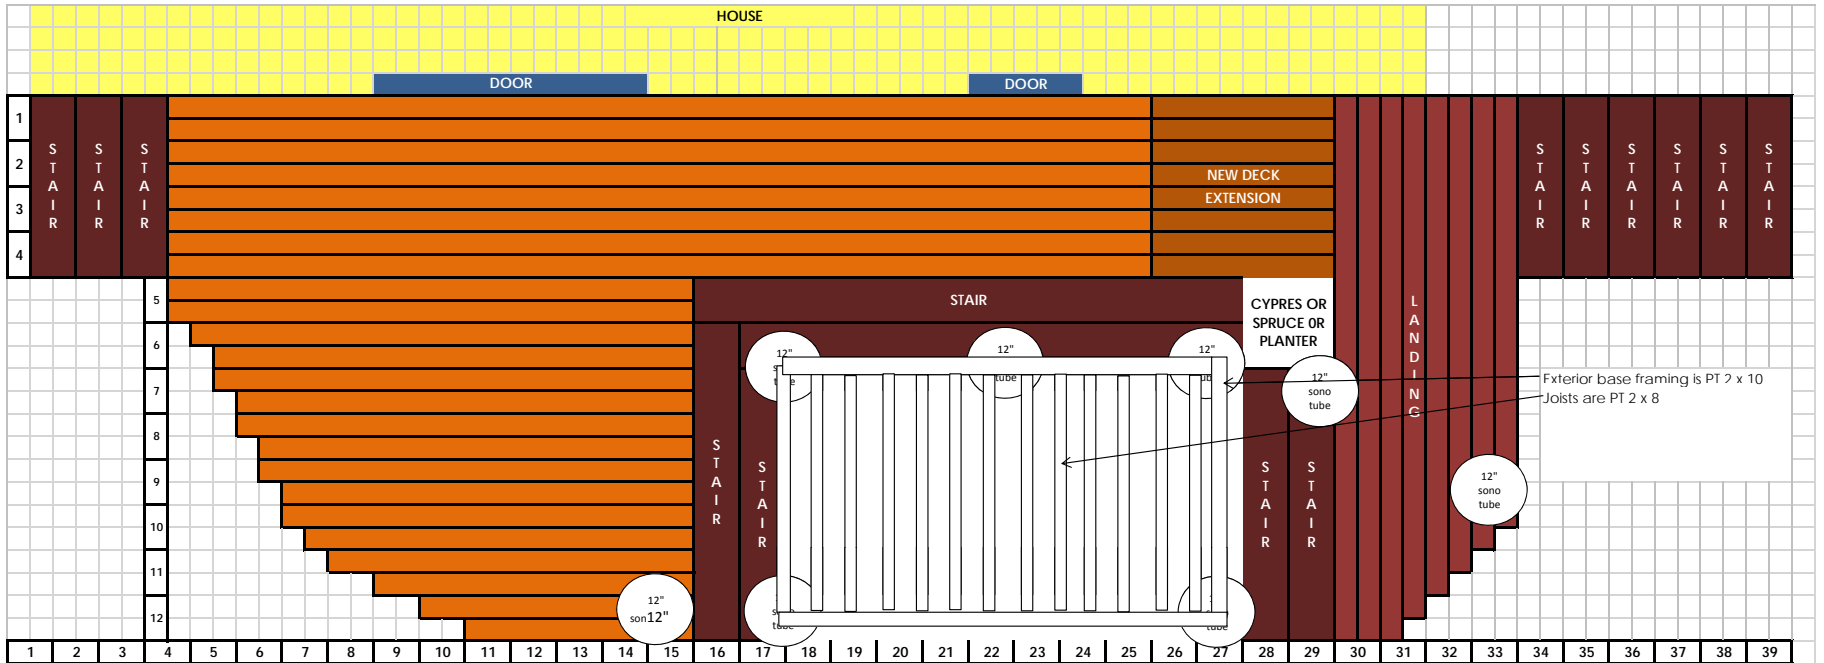 HOUSE
DOOR
DOOR
1
2
3
4
STAIR
STAIR
STAIR
NEW DECK
EXTENSION
STAIR
STAIR
STAIR
STAIR
STAIR
STAIR
5
6
7
8
9
10
11
12
STAIR
CYPRES OR
SPRUCE 0R
PLANTER
LANDING
12"
tube
12"
tube
12"
12"
sono
tube
Exterior base framing is PT 2 x 10
Joists are PT 2 x 8
STAIR
STAIR
STAIR
STAIR
12"
sono
tube
12"
son12"
tube
tube
1 2 3 4 5 6 7 8 9 10 11 12 13 14 15 16 17 18 19 20 21 22 23 24 25 26 27 28 29 30 31 32 33 34 35 36 37 38 39